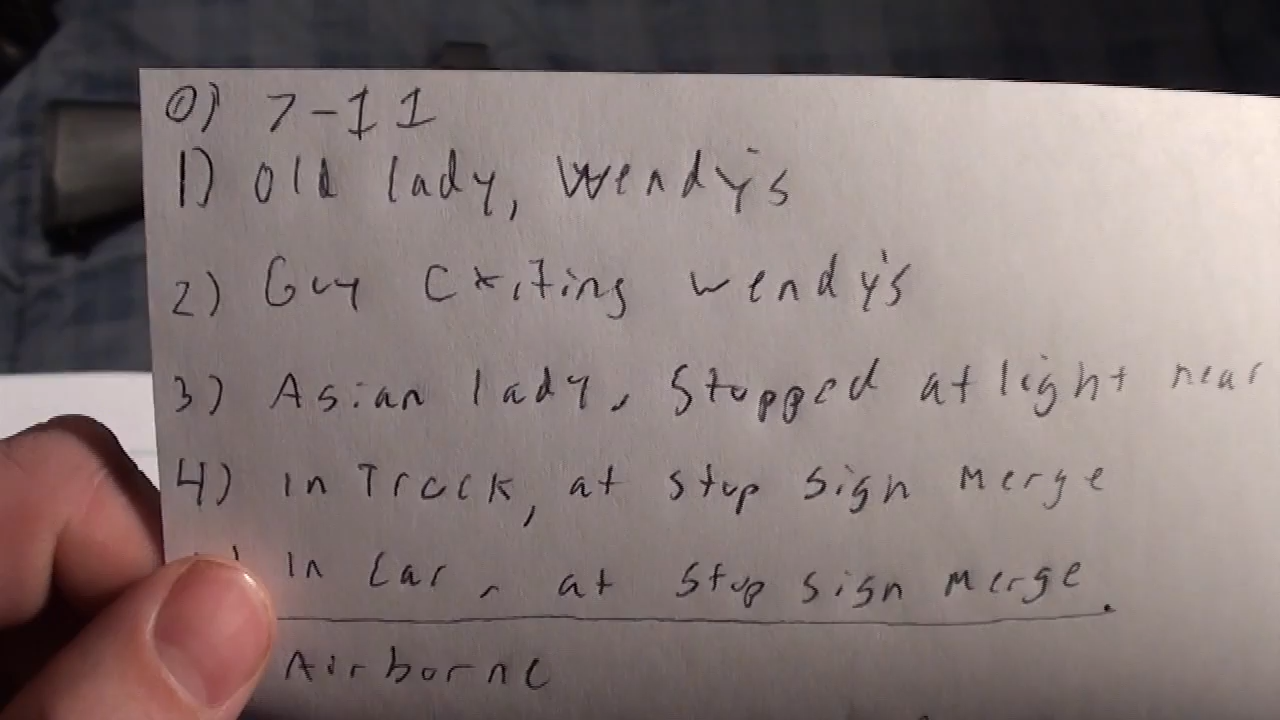 0) 7-11
1) Old lady, Wendy's
2) Guy Exiting Wendy's
3) Asian lady, Stopped at light near
4) in Truck, at stop sign merge
in Car, at stop sign merge.
Airborne